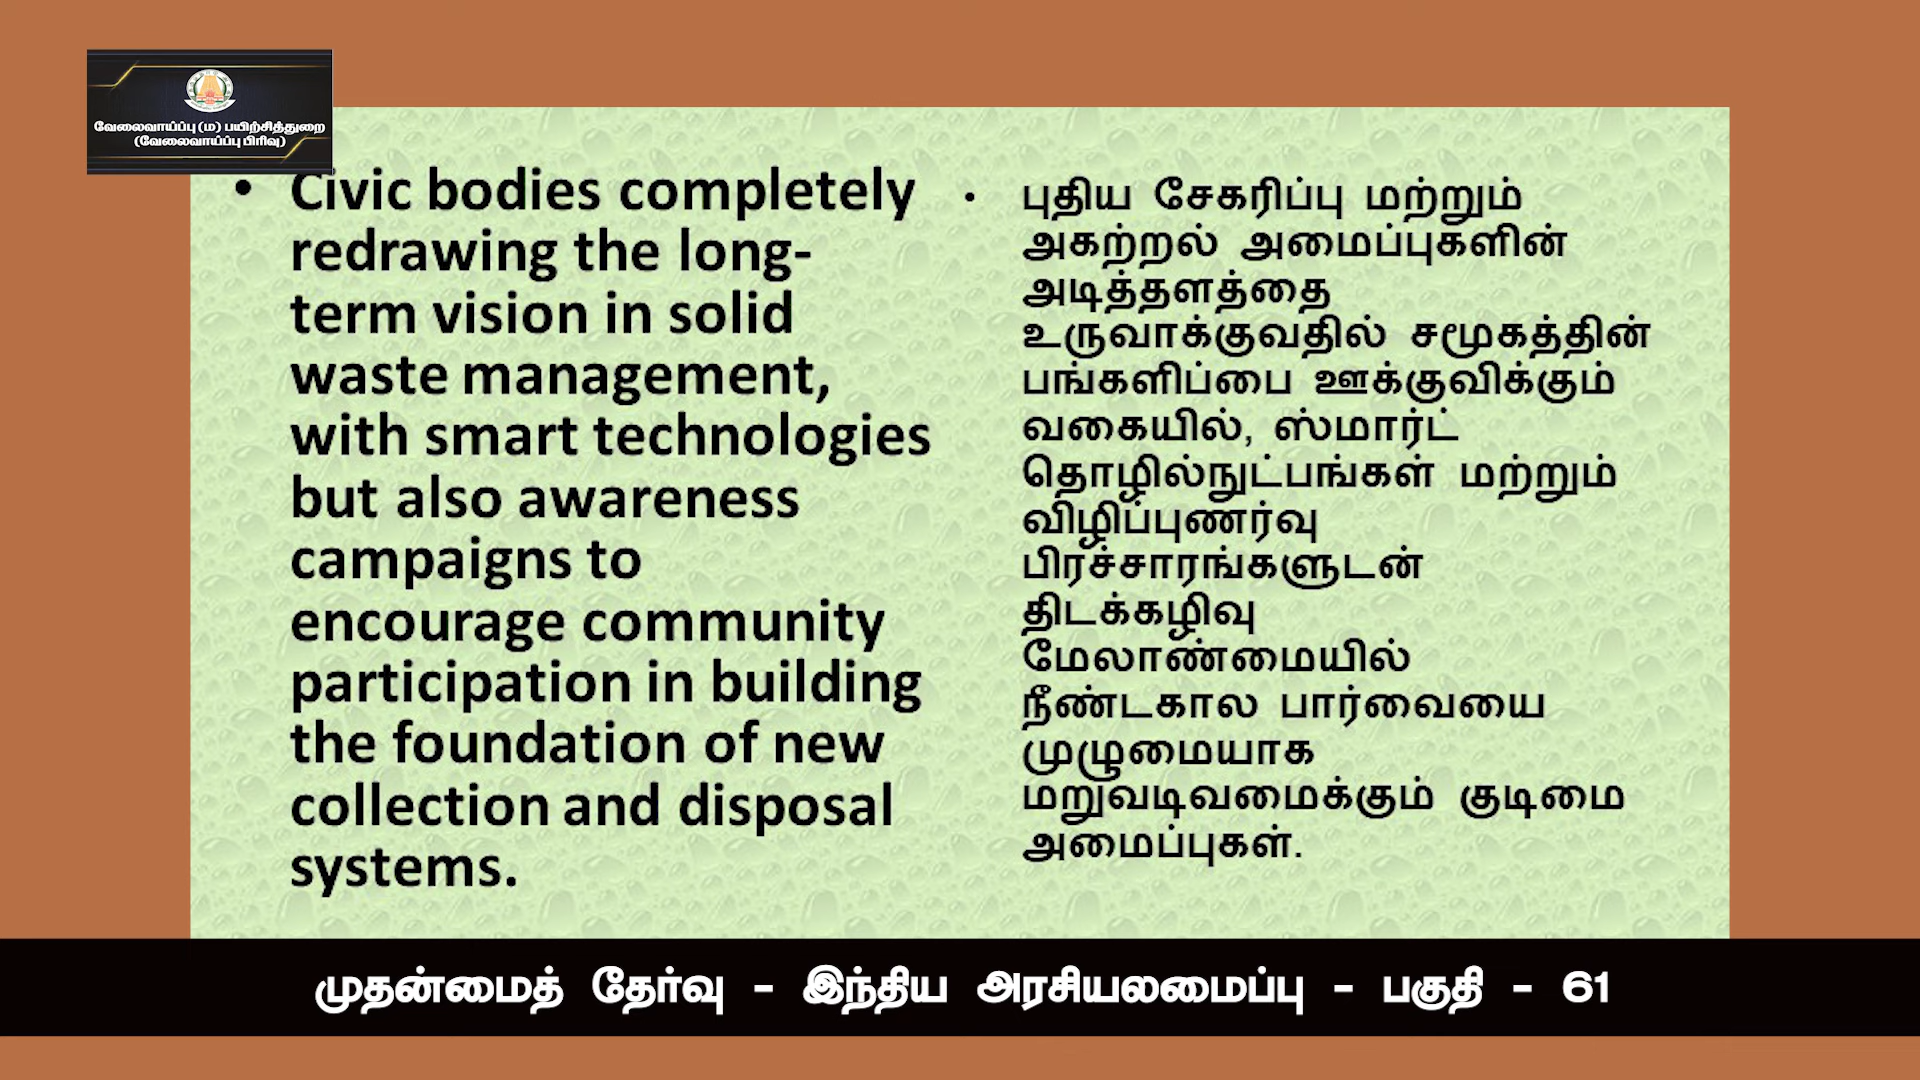 வேலைவாய்ப்பு (ம) பயிற்சித்துறை
(வேலைவாய்ப்பு பிரிவு)
• Civic bodies completely
redrawing the long-
term vision in solid
waste management,
with smart technologies
but also awareness
campaigns to
encourage community
participation in building
the foundation of new
collection and disposal
systems.
• புதிய சேகரிப்பு மற்றும்
அகற்றல் அமைப்புகளின்
அடித்தளத்தை
உருவாக்குவதில் சமூகத்தின்
பங்களிப்பை ஊக்குவிக்கும்
வகையில், ஸ்மார்ட்
தொழில்நுட்பங்கள் மற்றும்
விழிப்புணர்வு
பிரச்சாரங்களுடன்
திடக்கழிவு
மேலாண்மையில்
நீண்டகால பார்வையை
முழுமையாக
மறுவடிவமைக்கும் குடிமை
அமைப்புகள்.
முதன்மைத் தேர்வு - இந்திய அரசியலமைப்பு - பகுதி - 61